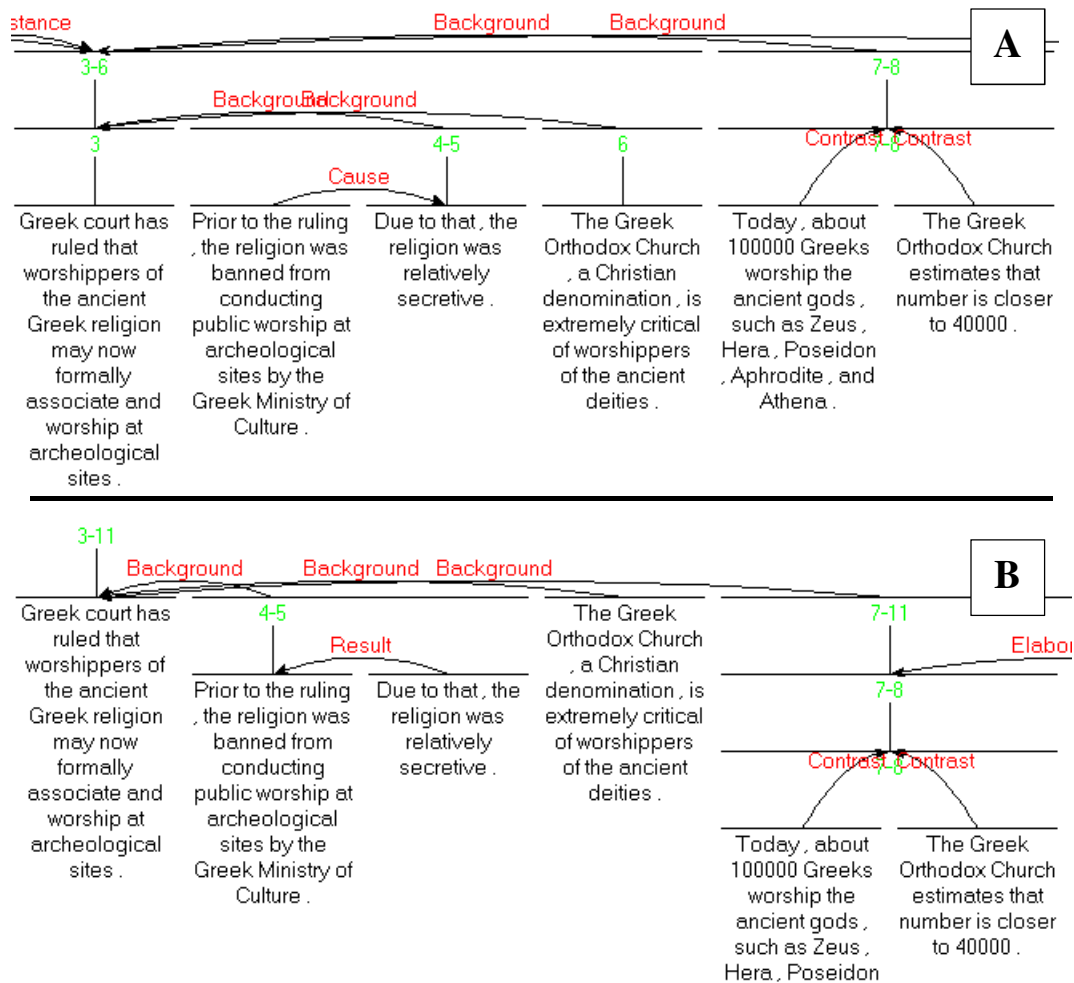 stance
Background
Background
A
3-6
7-8
Background
Background
3
4-5
6
Contrast
Contrast
7-8
Cause
Greek court has
ruled that
worshippers of
the ancient
Greek religion
may now
formally
associate and
worship at
archeological
sites .
Prior to the ruling
, the religion was
banned from
conducting
public worship at
archeological
sites by the
Greek Ministry of
Culture .
Due to that , the
religion was
relatively
secretive .
The Greek
Orthodox Church
, a Christian
denomination , is
extremely critical
of worshippers
of the ancient
deities .
Today , about
100000 Greeks
worship the
ancient gods ,
such as Zeus ,
Hera , Poseidon
, Aphrodite , and
Athena .
The Greek
Orthodox Church
estimates that
number is closer
to 40000 .
3-11
Background
Background
Background
B
Greek court has
ruled that
worshippers of
the ancient
Greek religion
may now
formally
associate and
worship at
archeological
sites .
4-5
Result
Prior to the ruling
, the religion was
banned from
conducting
public worship at
archeological
sites by the
Greek Ministry of
Culture .
Due to that , the
religion was
relatively
secretive .
The Greek
Orthodox Church
, a Christian
denomination , is
extremely critical
of worshippers
of the ancient
deities .
7-11
Elabor
7-8
Contrast
Contrast
7-8
Today , about
100000 Greeks
worship the
ancient gods ,
such as Zeus ,
Hera , Poseidon
The Greek
Orthodox Church
estimates that
number is closer
to 40000 .